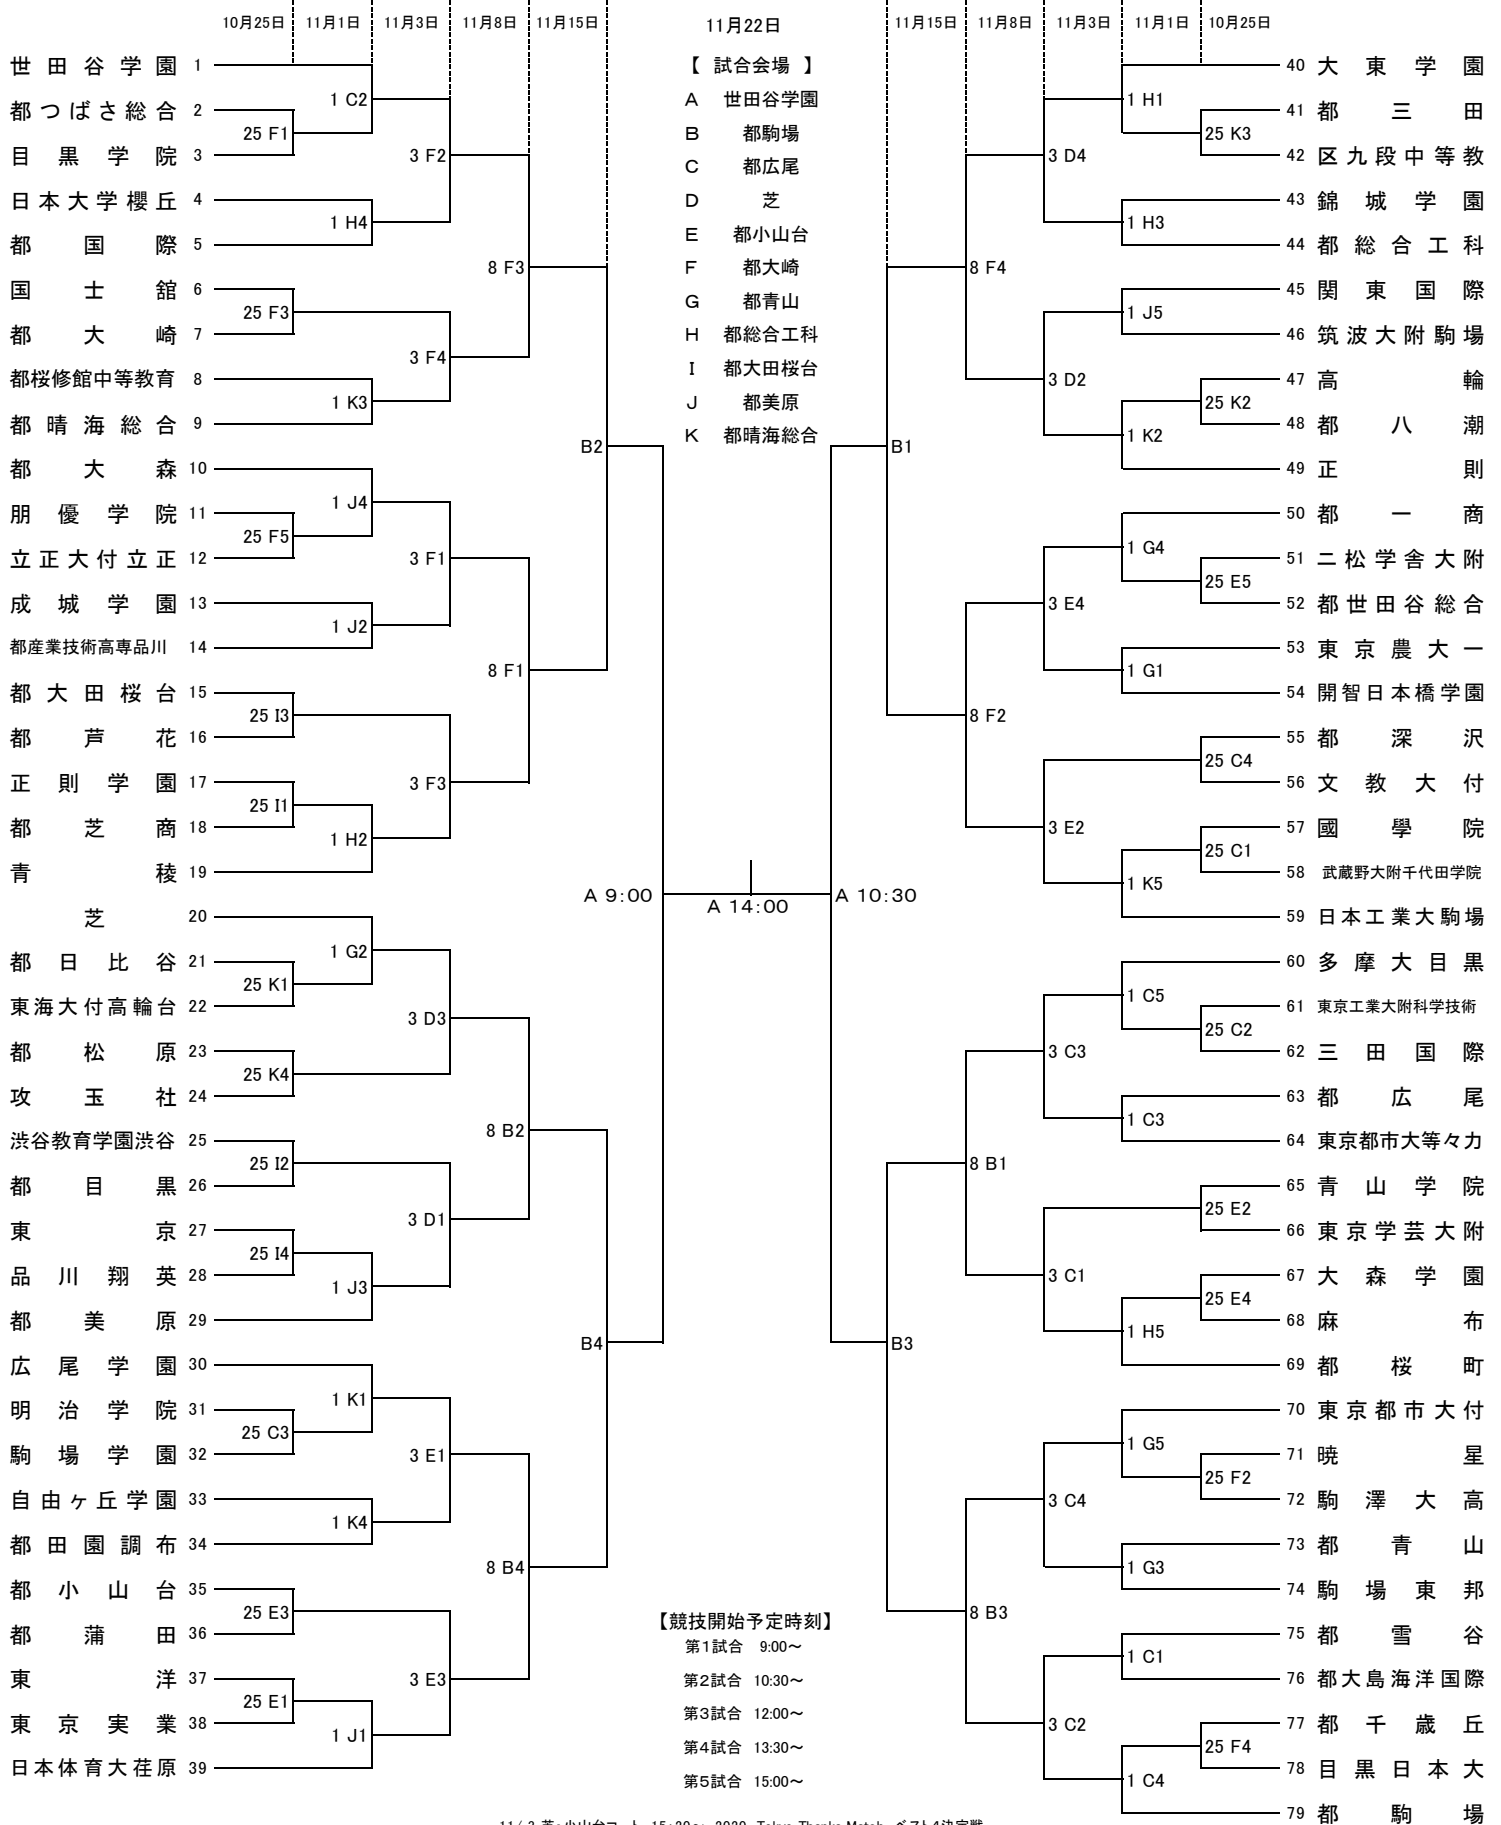 10月25日 11月1日 11月3日 11月8日 11月15日 11月22日 11月15日 11月8日 11月3日 11月1日 10月25日
世田谷学園 1
都つばさ総合 2
目黒学院 3
日本大学櫻丘 4
都国際 5
国士舘 6
都大崎 7
都桜修館中等教育 8
都晴海総合 9
都大森 10
朋優学院 11
立正大付立正 12
成城学園 13
都産業技術高専品川 14
都大田桜台 15
都芦花 16
正則学園 17
都芝商 18
青稜 19
芝 20
都日比谷 21
東海大付高輪台 22
都松原 23
攻玉社 24
渋谷教育学園渋谷 25
都目黒 26
東京 27
品川翔英 28
都美原 29
広尾学園 30
明治学院 31
駒場学園 32
自由ヶ丘学園 33
都田園調布 34
都小山台 35
都蒲田 36
東洋 37
東京実業 38
日本体育大荏原 39
25 F1
25 F3
25 F5
25 I3
25 I1
25 K1
25 K4
25 I2
25 I4
25 C3
25 E3
25 E1
1 C2
1 H4
1 K3
1 J4
1 J2
1 H2
1 G2
1 J3
1 K1
1 K4
1 J1
3 F2
3 F4
3 F1
3 F3
3 D3
3 D1
3 E1
3 E3
8 F3
8 F1
8 B2
8 B4
B2
B4
A 9:00
A 14:00
A 10:30
【 試合会場 】
A 世田谷学園
B 都駒場
C 都広尾
D 芝
E 都小山台
F 都大崎
G 都青山
H 都総合工科
I 都大田桜台
J 都美原
K 都晴海総合
【競技開始予定時刻】
第1試合 9:00～
第2試合 10:30～
第3試合 12:00～
第4試合 13:30～
第5試合 15:00～
B1
B3
8 F4
8 F2
8 B1
8 B3
3 D4
3 D2
3 E4
3 E2
3 C3
3 C1
3 C4
3 C2
1 H1
1 H3
1 J5
1 K2
1 G4
1 G1
1 K5
1 C5
1 C3
1 H5
1 G5
1 G3
1 C1
1 C4
25 K3
25 K2
25 E5
25 C4
25 C1
25 C2
25 E2
25 E4
25 F2
25 F4
40 大東学園
41 都三田
42 区九段中等教
43 錦城学園
44 都総合工科
45 関東国際
46 筑波大附駒場
47 高輪
48 都八潮
49 正則
50 都一商
51 二松学舎大附
52 都世田谷総合
53 東京農大一
54 開智日本橋学園
55 都深沢
56 文教大付
57 國學院
58 武蔵野大附千代田学院
59 日本工業大駒場
60 多摩大目黒
61 東京工業大附科学技術
62 三田国際
63 都広尾
64 東京都市大等々力
65 青山学院
66 東京学芸大附
67 大森学園
68 麻布
69 都桜町
70 東京都市大付
71 暁星
72 駒澤大高
73 都青山
74 駒場東邦
75 都雪谷
76 都大島海洋国際
77 都千歳丘
78 目黒日本大
79 都駒場